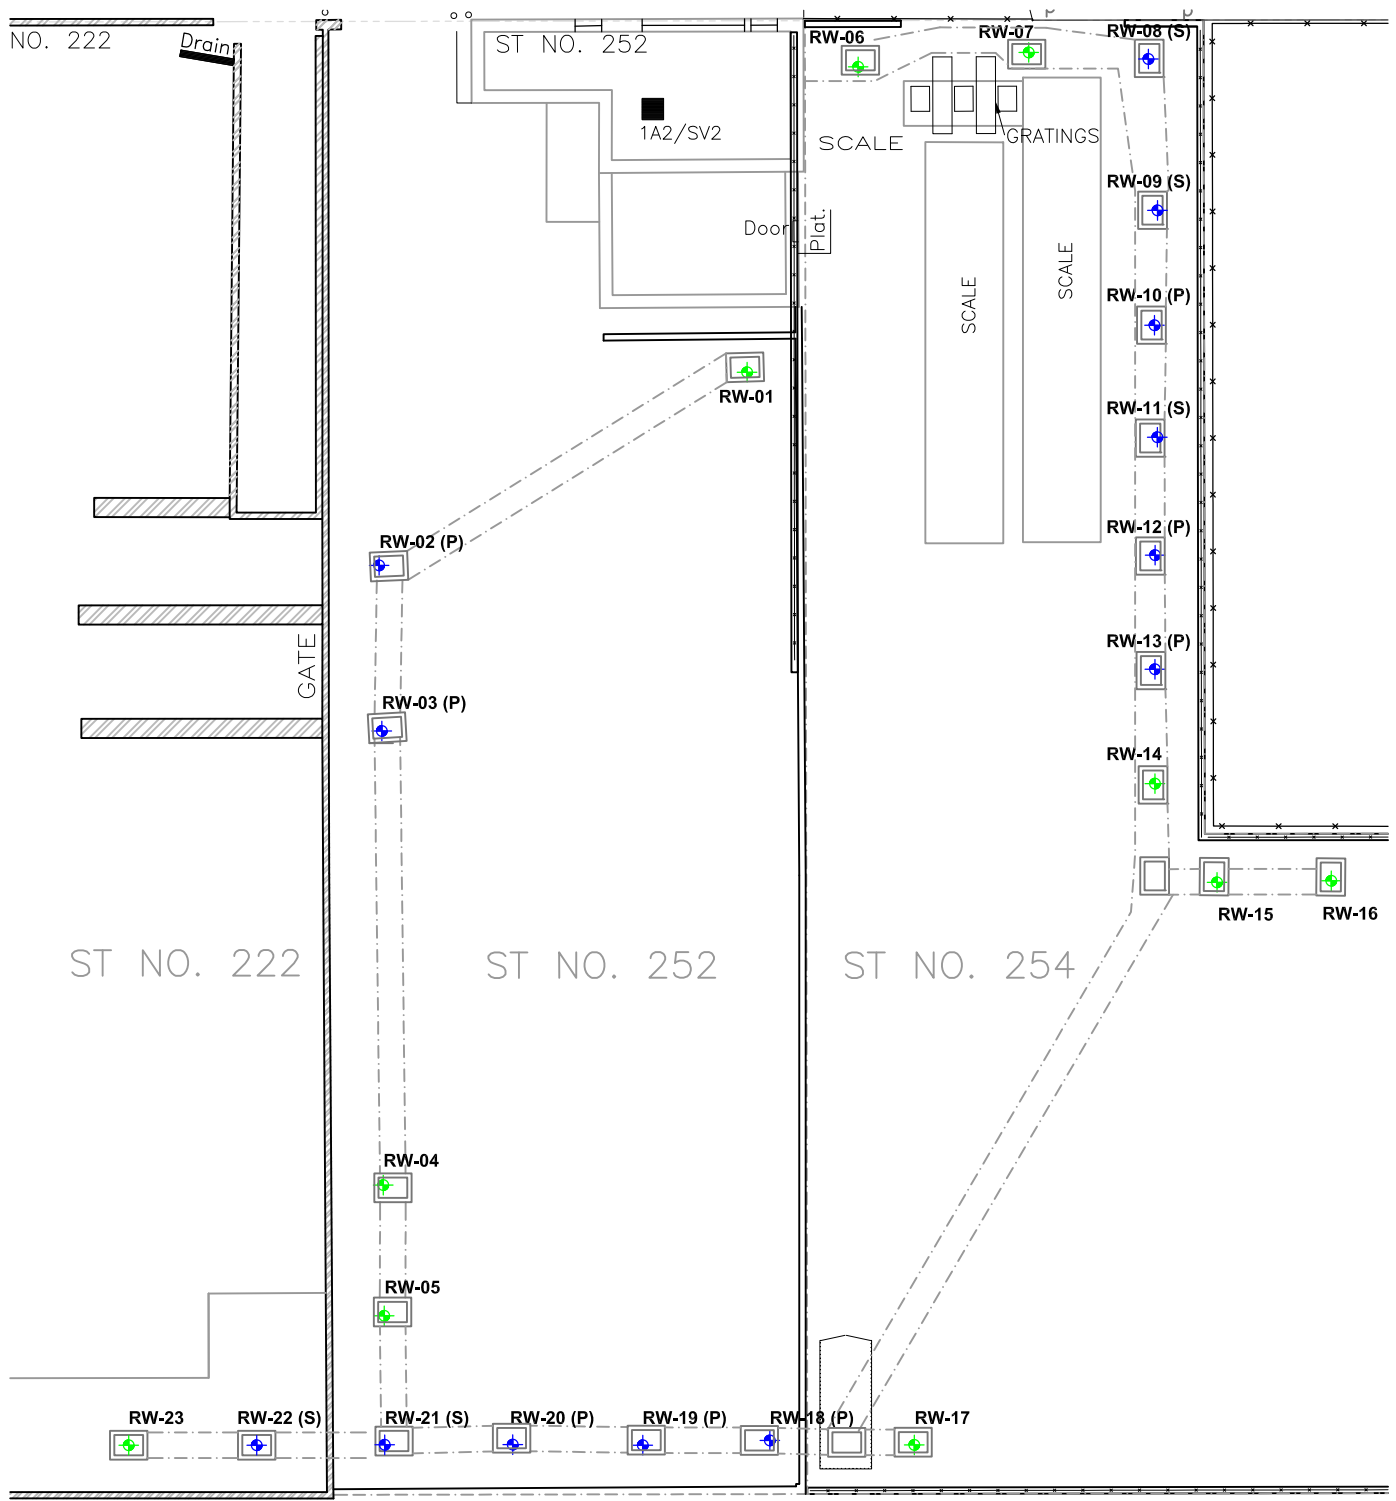 NO. 222
Drain
ST NO. 252
1A2/SV2
RW-06
RW-07
RW-08 (S)
SCALE
GRATINGS
RW-09 (S)
Door
Plat.
SCALE
SCALE
RW-10 (P)
RW-01
RW-11 (S)
RW-02 (P)
RW-12 (P)
GATE
RW-13 (P)
RW-03 (P)
RW-14
RW-15
RW-16
ST NO. 222
ST NO. 252
ST NO. 254
RW-04
RW-05
RW-23
RW-22 (S)
RW-21 (S)
RW-20 (P)
RW-19 (P)
RW-18 (P)
RW-17